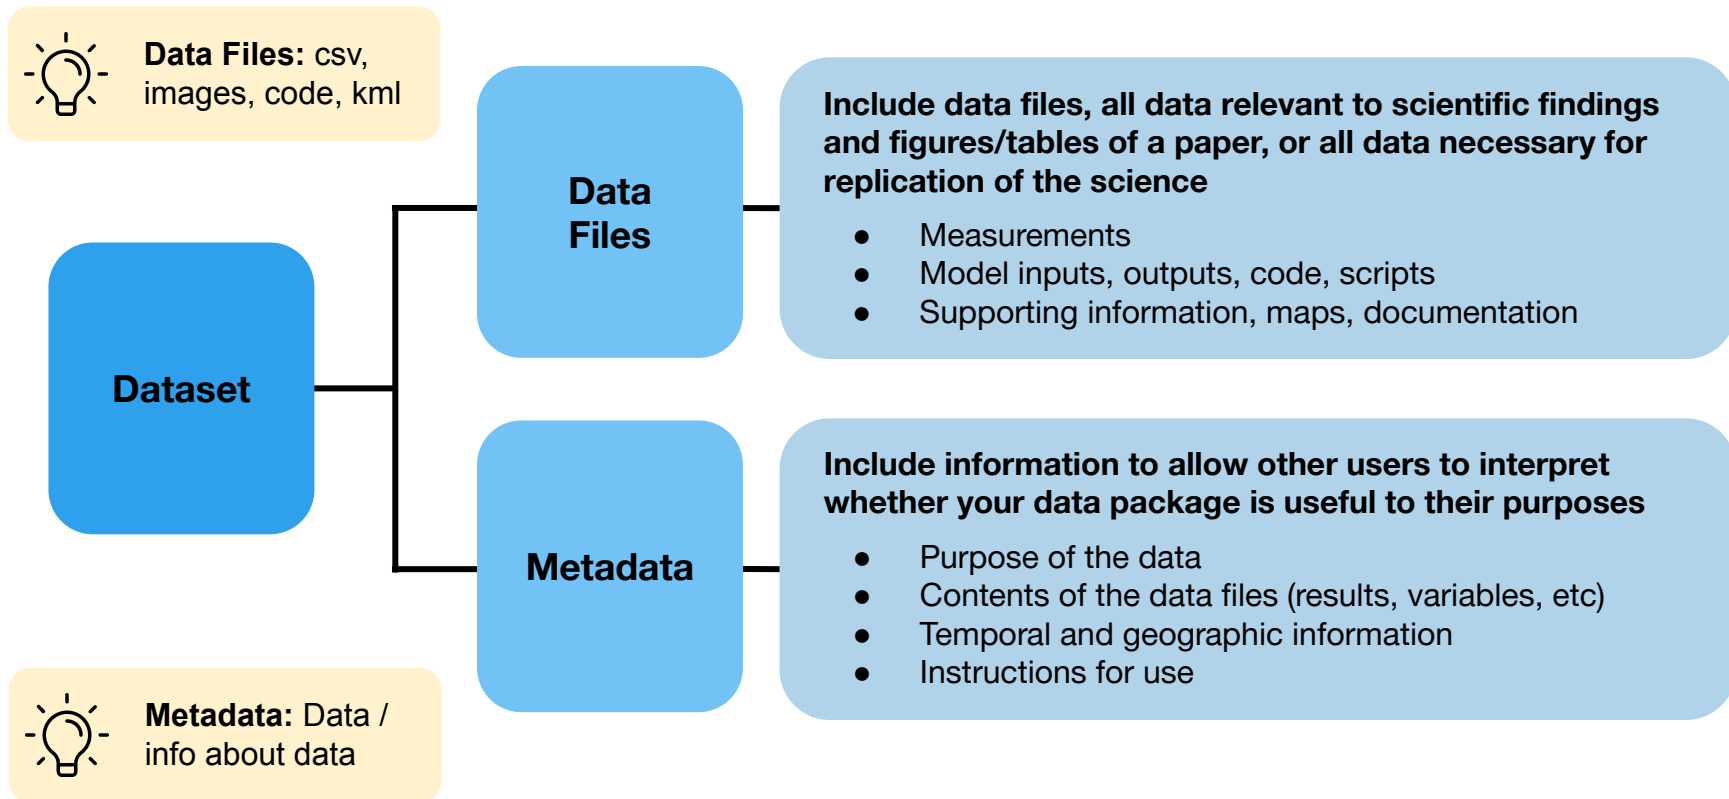 Data Files: csv,
images, code, kml
Dataset
Data
Files
Include data files, all data relevant to scientific findings
and figures/tables of a paper, or all data necessary for
replication of the science
● Measurements
● Model inputs, outputs, code, scripts
● Supporting information, maps, documentation
Metadata
Include information to allow other users to interpret
whether your data package is useful to their purposes
● Purpose of the data
● Contents of the data files (results, variables, etc)
● Temporal and geographic information
● Instructions for use
Metadata: Data /
info about data